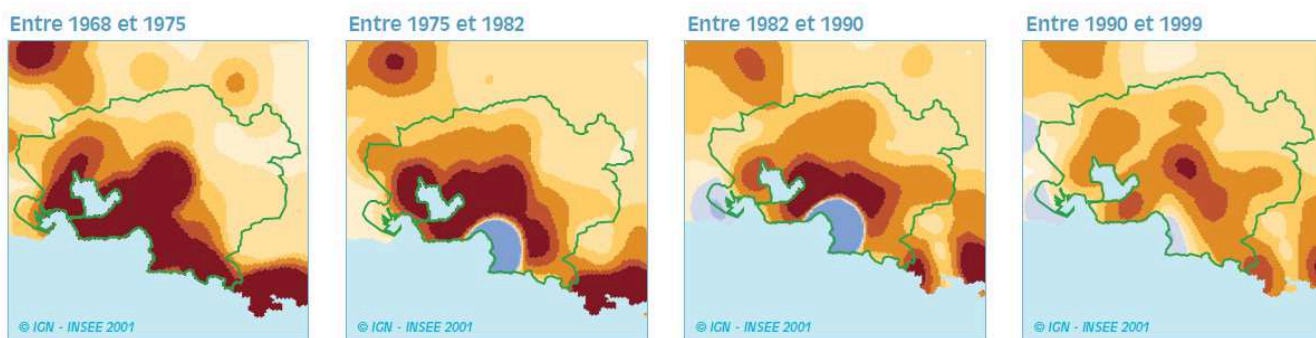 Entre 1968 et 1975
Entre 1975 et 1982
Entre 1982 et 1990
Entre 1990 et 1999
© IGN - INSEE 2001
© IGN - INSEE 2001
© IGN - INSEE 2001
© IGN - INSEE 2001